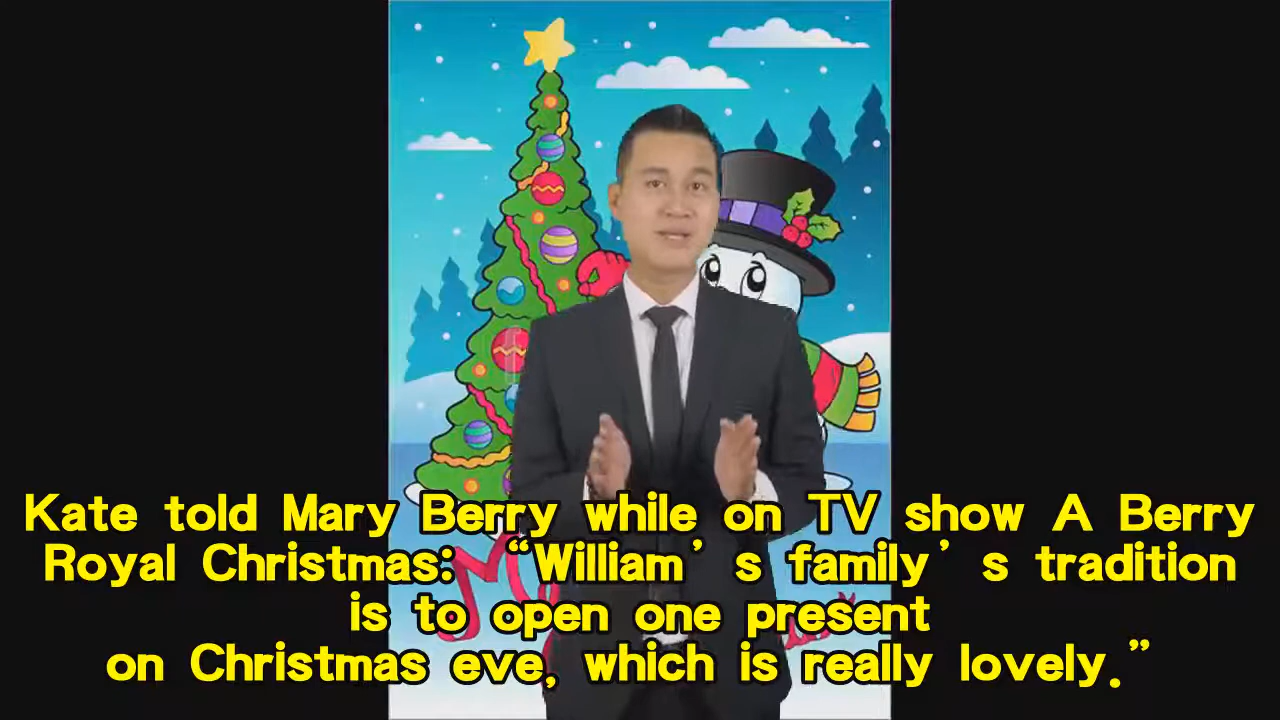 Kate told Mary Berry while on TV show A Berry
Royal Christmas: “William’s family’s tradition
is to open one present
on Christmas eve, which is really lovely.”